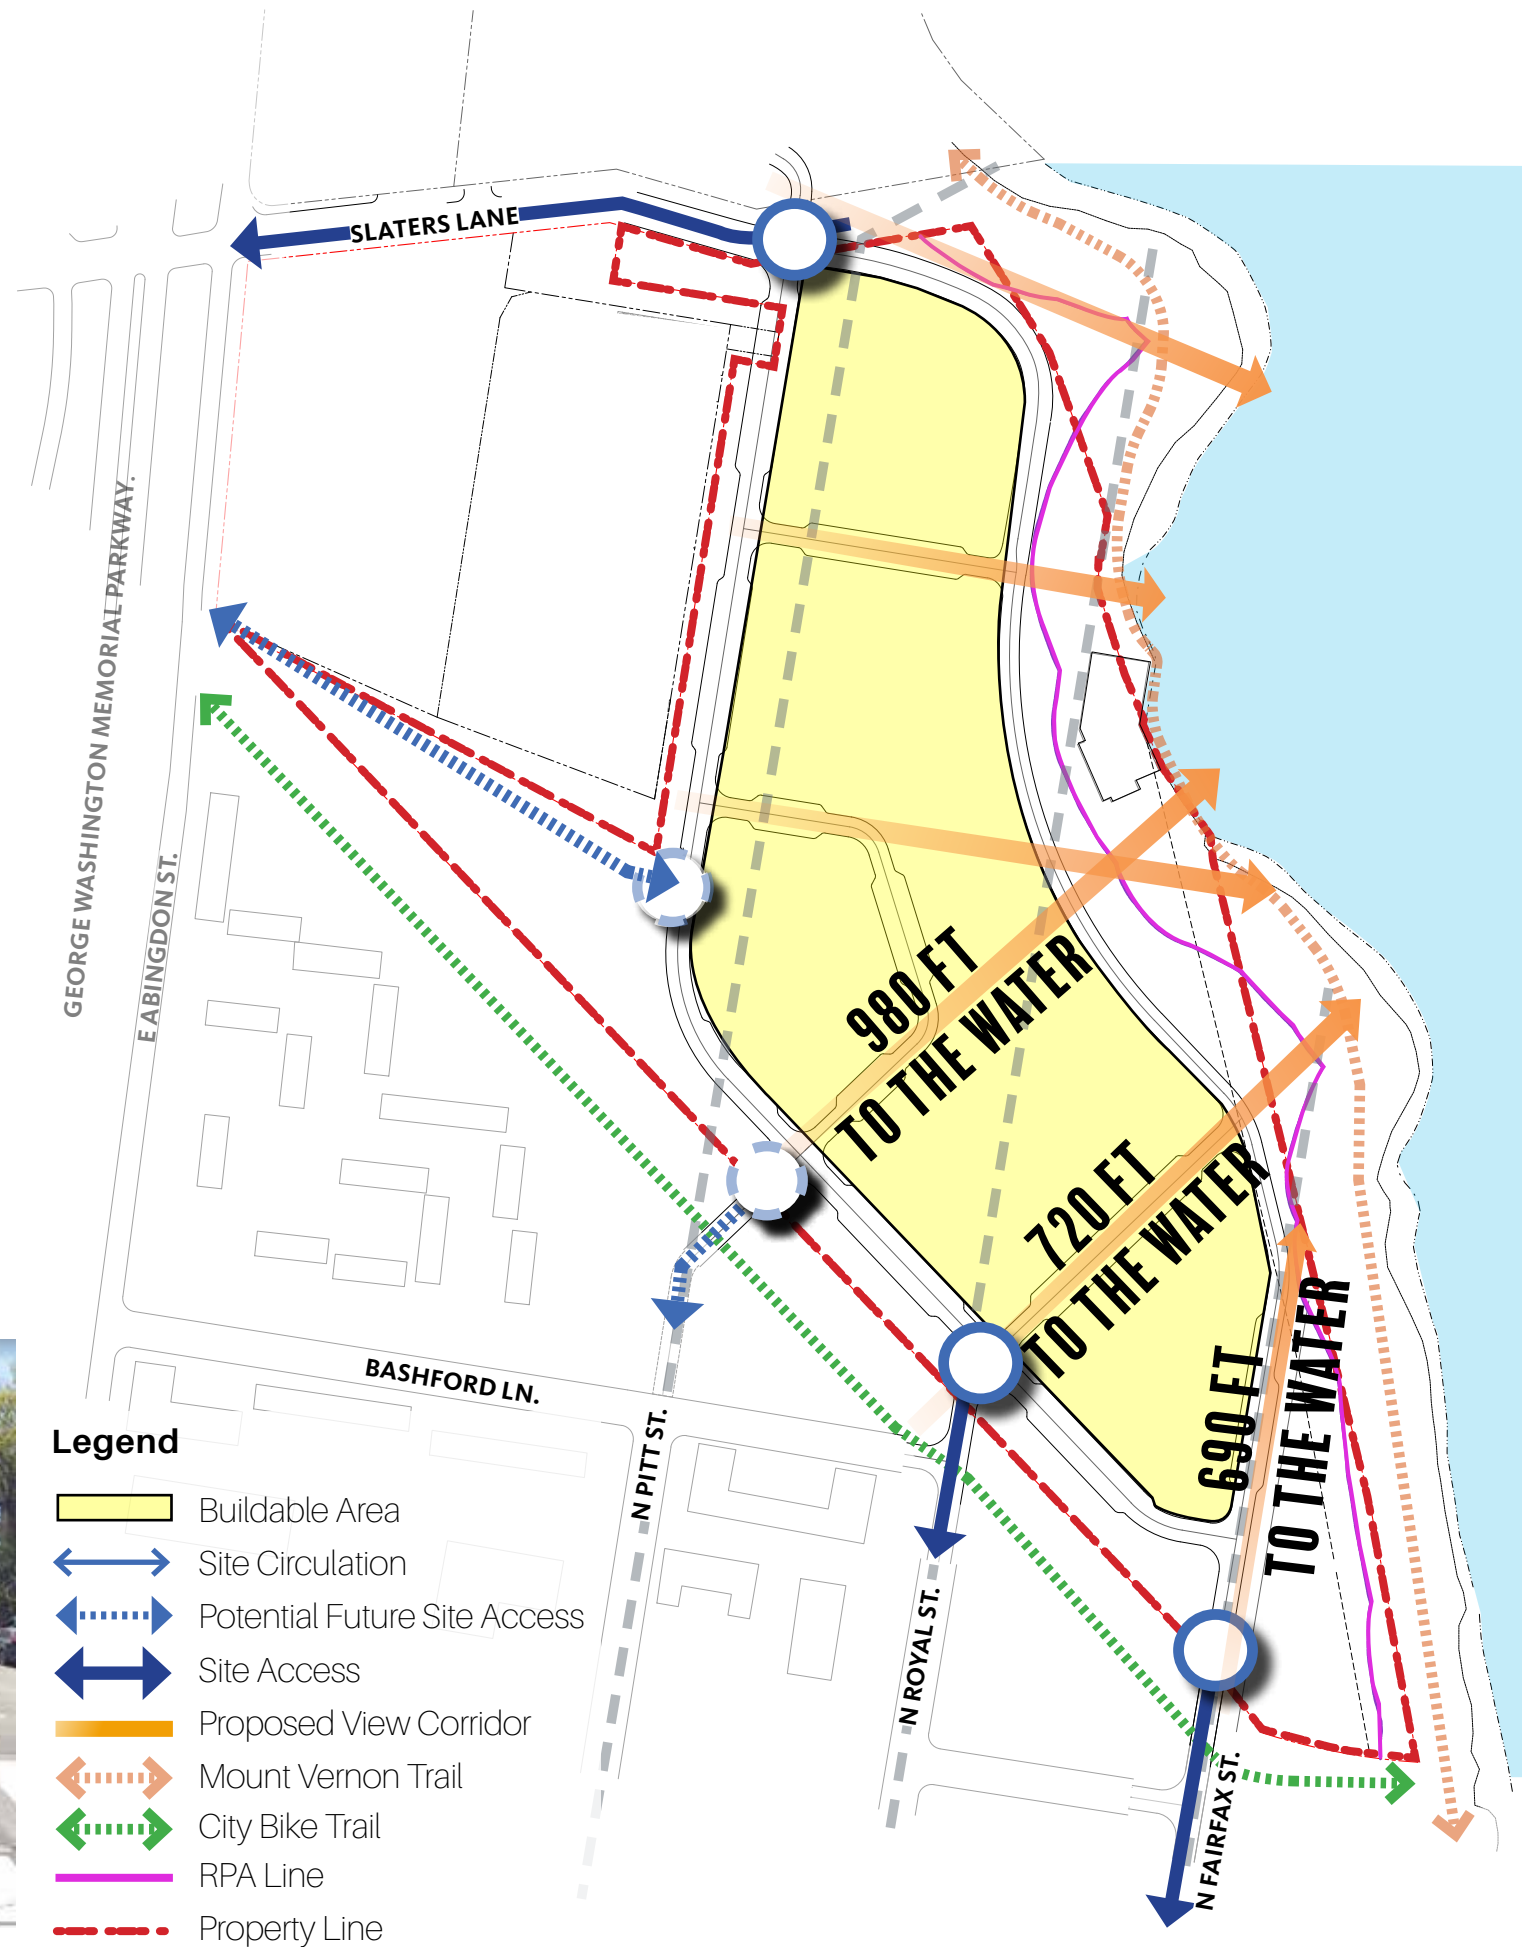 SLATERS LANE
GEORGE WASHINGTON MEMORIAL PARKWAY.
E ABINGDON ST.
980 FT
TO THE WATER
720 FT
TO THE WATER
690 FT
TO THE WATER
BASHFORD LN.
N PITT ST.
N ROYAL ST.
N FAIRFAX ST.
Legend
Buildable Area
Site Circulation
Potential Future Site Access
Site Access
Proposed View Corridor
Mount Vernon Trail
City Bike Trail
RPA Line
Property Line